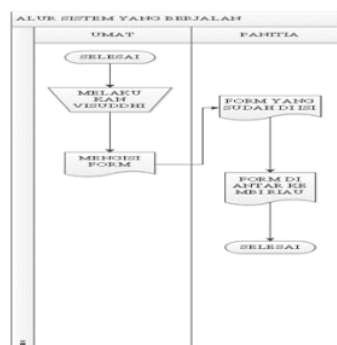 ALUR SISTEM YANG BERJALAN
UMAT
PANITIA
SELESAI
MELAKU
KAN
VISUDDHI
MENGISI
FORM
FORM YANG
SUDAH DI ISI
FORM DI
ANTAR KE
MBI RIAU
SELESAI